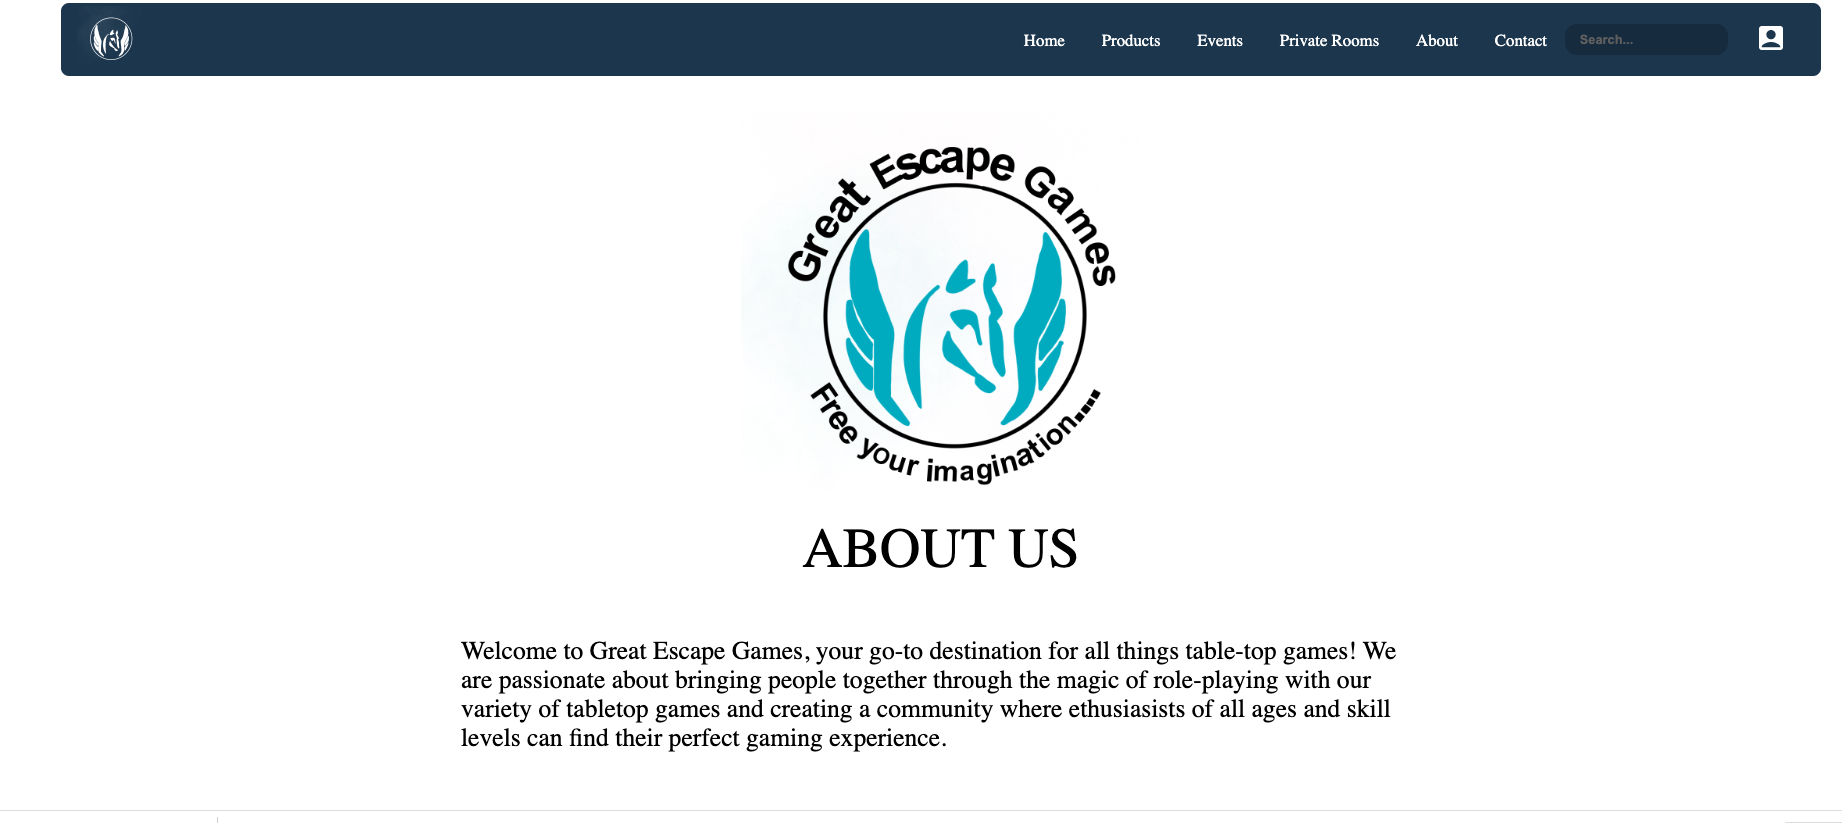 Home Products Events Private Rooms About Contact Search...
Great Escape Games
Free your imagination....
ABOUT US
Welcome to Great Escape Games, your go-to destination for all things table-top games! We
are passionate about bringing people together through the magic of role-playing with our
variety of tabletop games and creating a community where ethusiasists of all ages and skill
levels can find their perfect gaming experience.